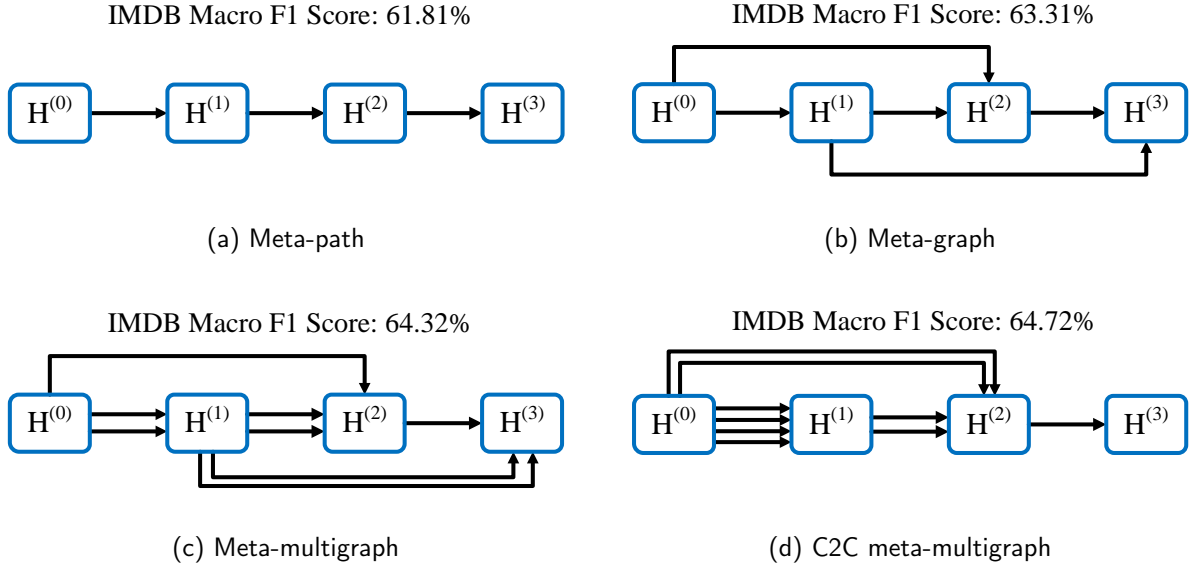 IMDB Macro F1 Score: 61.81%
H(0) H(1) H(2) H(3)
(a) Meta-path
IMDB Macro F1 Score: 63.31%
H(0) H(1) H(2) H(3)
(b) Meta-graph
IMDB Macro F1 Score: 64.32%
H(0) H(1) H(2) H(3)
(c) Meta-multigraph
IMDB Macro F1 Score: 64.72%
H(0) H(1) H(2) H(3)
(d) C2C meta-multigraph